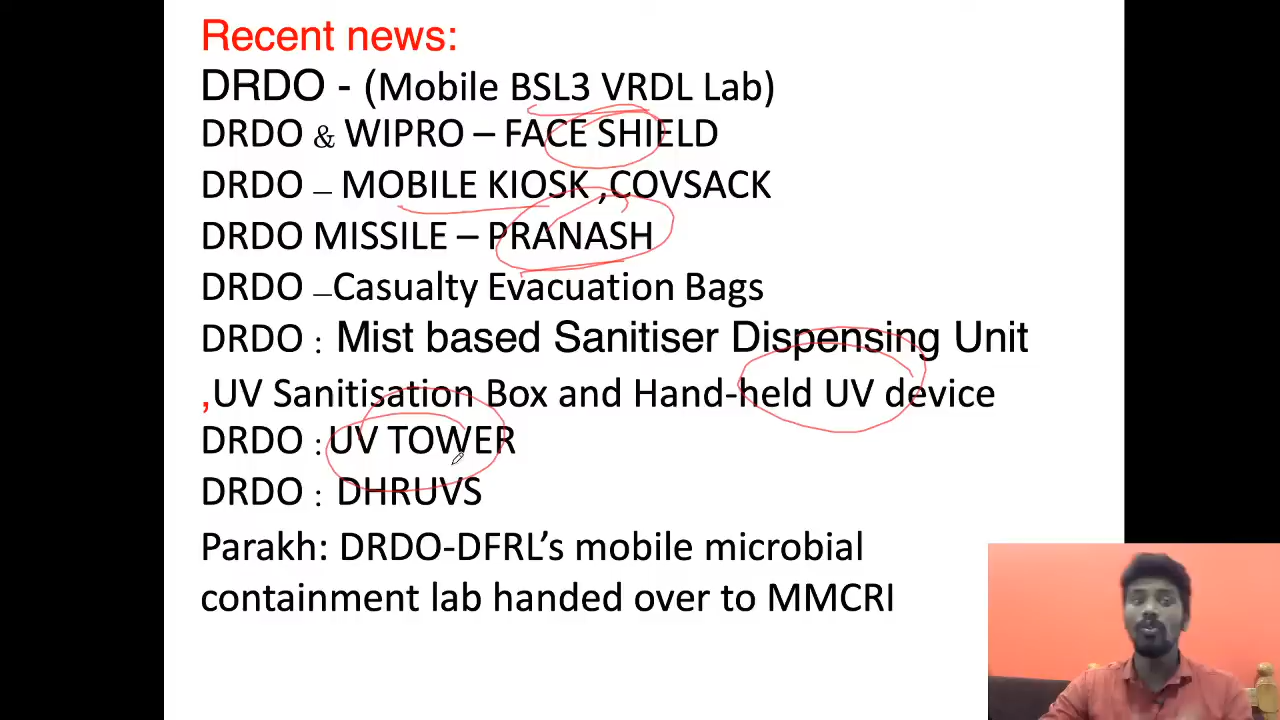 Recent news:
DRDO - (Mobile BSL3 VRDL Lab)
DRDO & WIPRO – FACE SHIELD
DRDO – MOBILE KIOSK ,COVSACK
DRDO MISSILE – PRANASH
DRDO –Casualty Evacuation Bags
DRDO : Mist based Sanitiser Dispensing Unit
,UV Sanitisation Box and Hand-held UV device
DRDO :UV TOWER
DRDO : DHRUVS
Parakh: DRDO-DFRL’s mobile microbial
containment lab handed over to MMCRI